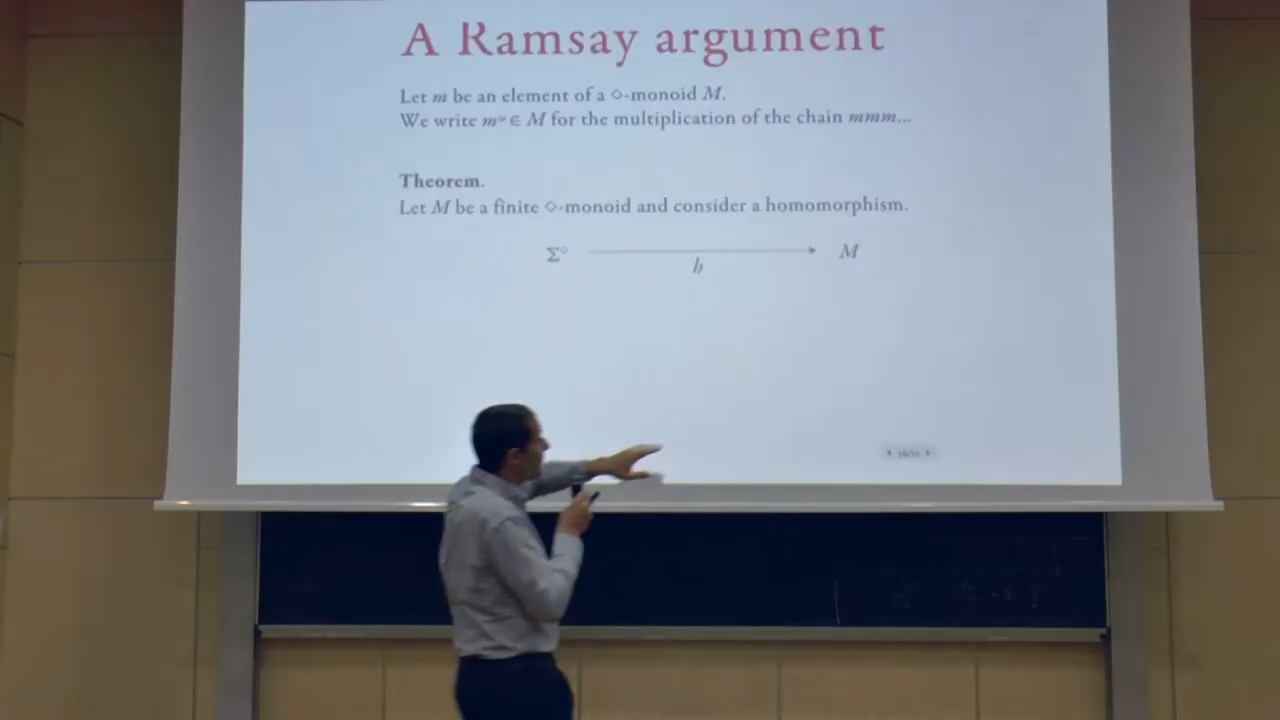 A Ramsay argument
Let m be an element of a ◇-monoid M.
We write mω ∈ M for the multiplication of the chain mmm...
Theorem.
Let M be a finite ◇-monoid and consider a homomorphism.
Σ◇ M
h